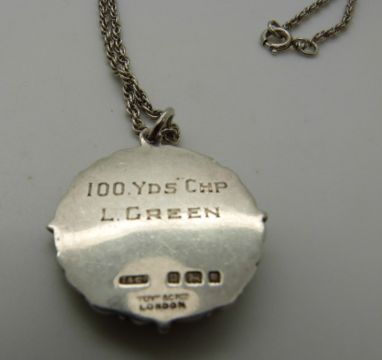 100.YDS CHP
L. GREEN
LONDON